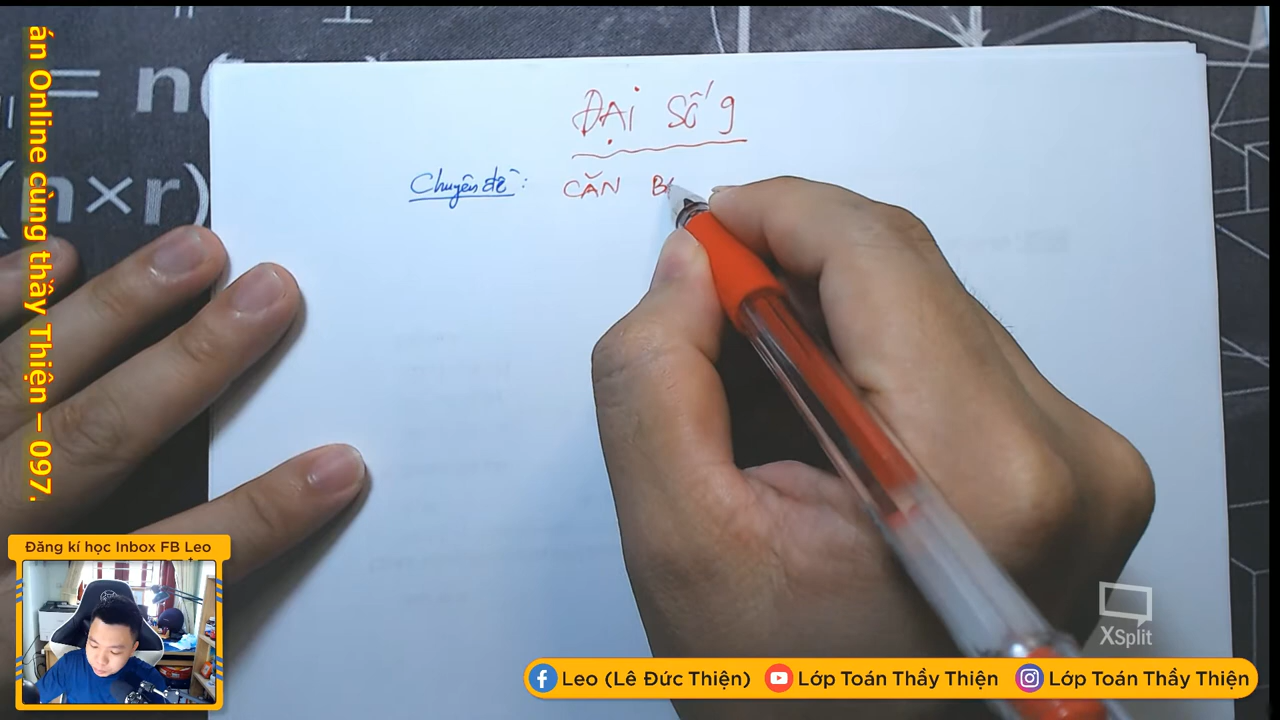 án Online cùng thầy Thiện – 097.
= n(
(n×r)
ĐẠI SỐ 9
Chuyên đề: CĂN
Đăng kí học Inbox FB Leo
XSplit
Leo (Lê Đức Thiện)
Lớp Toán Thầy Thiện
Lớp Toán Thầy Thiện